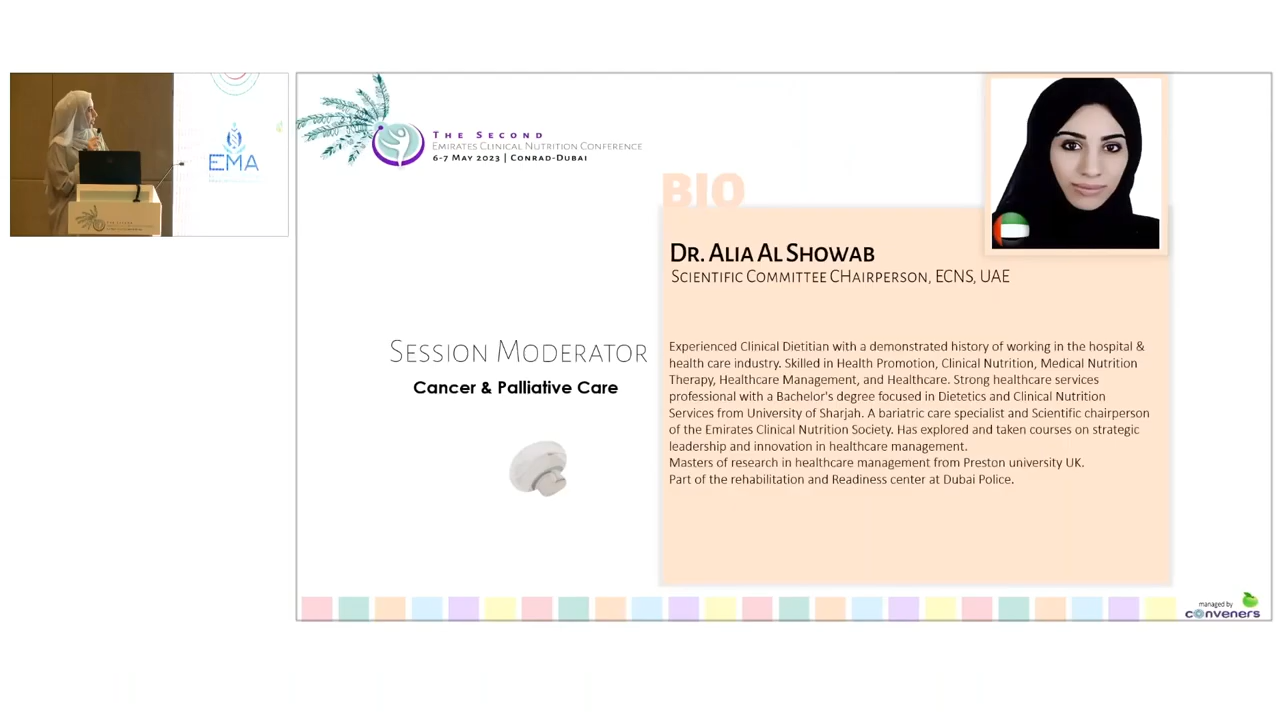 EMA
THE SECOND
EMIRATES CLINICAL NUTRITION CONFERENCE
6-7 MAY 2023 | CONRAD-DUBAI
BIO
DR. ALIA AL SHOWAB
SCIENTIFIC COMMITTEE CHAIRPERSON, ECNS, UAE
SESSION MODERATOR
Cancer & Palliative Care
Experienced Clinical Dietitian with a demonstrated history of working in the hospital &
health care industry. Skilled in Health Promotion, Clinical Nutrition, Medical Nutrition
Therapy, Healthcare Management, and Healthcare. Strong healthcare services
professional with a Bachelor's degree focused in Dietetics and Clinical Nutrition
Services from University of Sharjah. A bariatric care specialist and Scientific chairperson
of the Emirates Clinical Nutrition Society. Has explored and taken courses on strategic
leadership and innovation in healthcare management.
Masters of research in healthcare management from Preston university UK.
Part of the rehabilitation and Readiness center at Dubai Police.
managed by
conveners